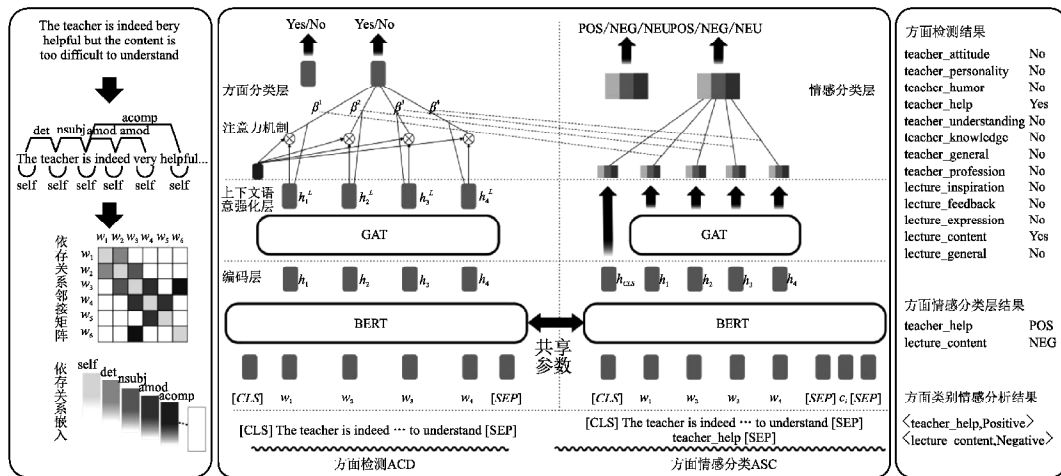 The teacher is indeed bery
helpful but the content is
too difficult to understand
acomp
det nsubj amod amod
The teacher is indeed very helpful...
self self self self self self
依存关系邻接矩阵
w₁ w₂ w₃ w₄ w₅ w₆
w₁
w₂
w₃
w₄
w₅
w₆
依存关系嵌入
self
det
nsubj
amod
acomp
Yes/No Yes/No
方面分类层
β¹ β² β³ β⁴
注意力机制
上下文语
意强化层
h₁ᴸ h₂ᴸ h₃ᴸ h₄ᴸ
GAT
编码层
h₁ h₂ h₃ h₄
BERT
[CLS] w₁ w₂ w₃ w₄ [SEP]
[CLS] The teacher is indeed … to understand [SEP]
方面检测ACD
共享
参数
POS/NEG/NEU POS/NEG/NEU
情感分类层
GAT
h_CLS h₁ h₂ h₃ h₄
BERT
[CLS] w₁ w₂ w₃ w₄ [SEP] cᵢ [SEP]
[CLS] The teacher is indeed … to understand [SEP]
teacher_help [SEP]
方面情感分类ASC
方面检测结果
teacher_attitude No
teacher_personality No
teacher_humor No
teacher_help Yes
teacher_understanding No
teacher_knowledge No
teacher_general No
teacher_profession No
lecture_inspiration No
lecture_feedback No
lecture_expression No
lecture_content Yes
lecture_general No
方面情感分类层结果
teacher_help POS
lecture_content NEG
方面类别情感分析结果
<teacher_help,Positive>
<lecture_content,Negative>